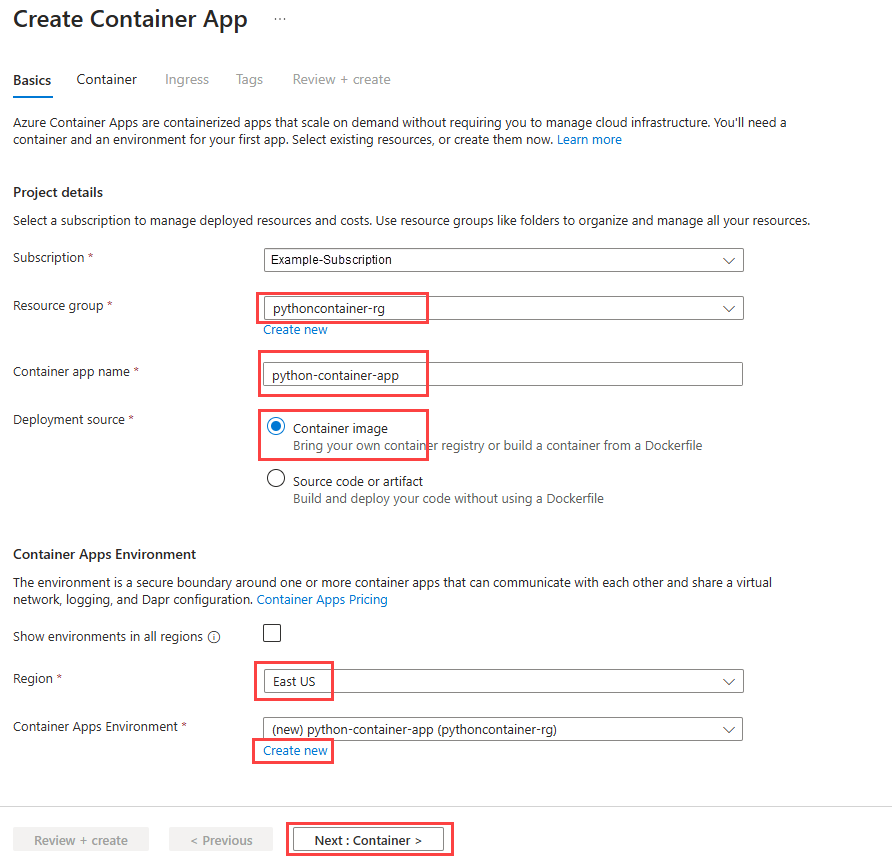 Create Container App ...
Basics Container Ingress Tags Review + create
Azure Container Apps are containerized apps that scale on demand without requiring you to manage cloud infrastructure. You'll need a
container and an environment for your first app. Select existing resources, or create them now. Learn more
Project details
Select a subscription to manage deployed resources and costs. Use resource groups like folders to organize and manage all your resources.
Subscription * Example-Subscription
Resource group * pythoncontainer-rg
Create new
Container app name * python-container-app
Deployment source * Container image
Bring your own container registry or build a container from a Dockerfile
Source code or artifact
Build and deploy your code without using a Dockerfile
Container Apps Environment
The environment is a secure boundary around one or more container apps that can communicate with each other and share a virtual
network, logging, and Dapr configuration. Container Apps Pricing
Show environments in all regions
Region * East US
Container Apps Environment * (new) python-container-app (pythoncontainer-rg)
Create new
Review + create < Previous Next : Container >